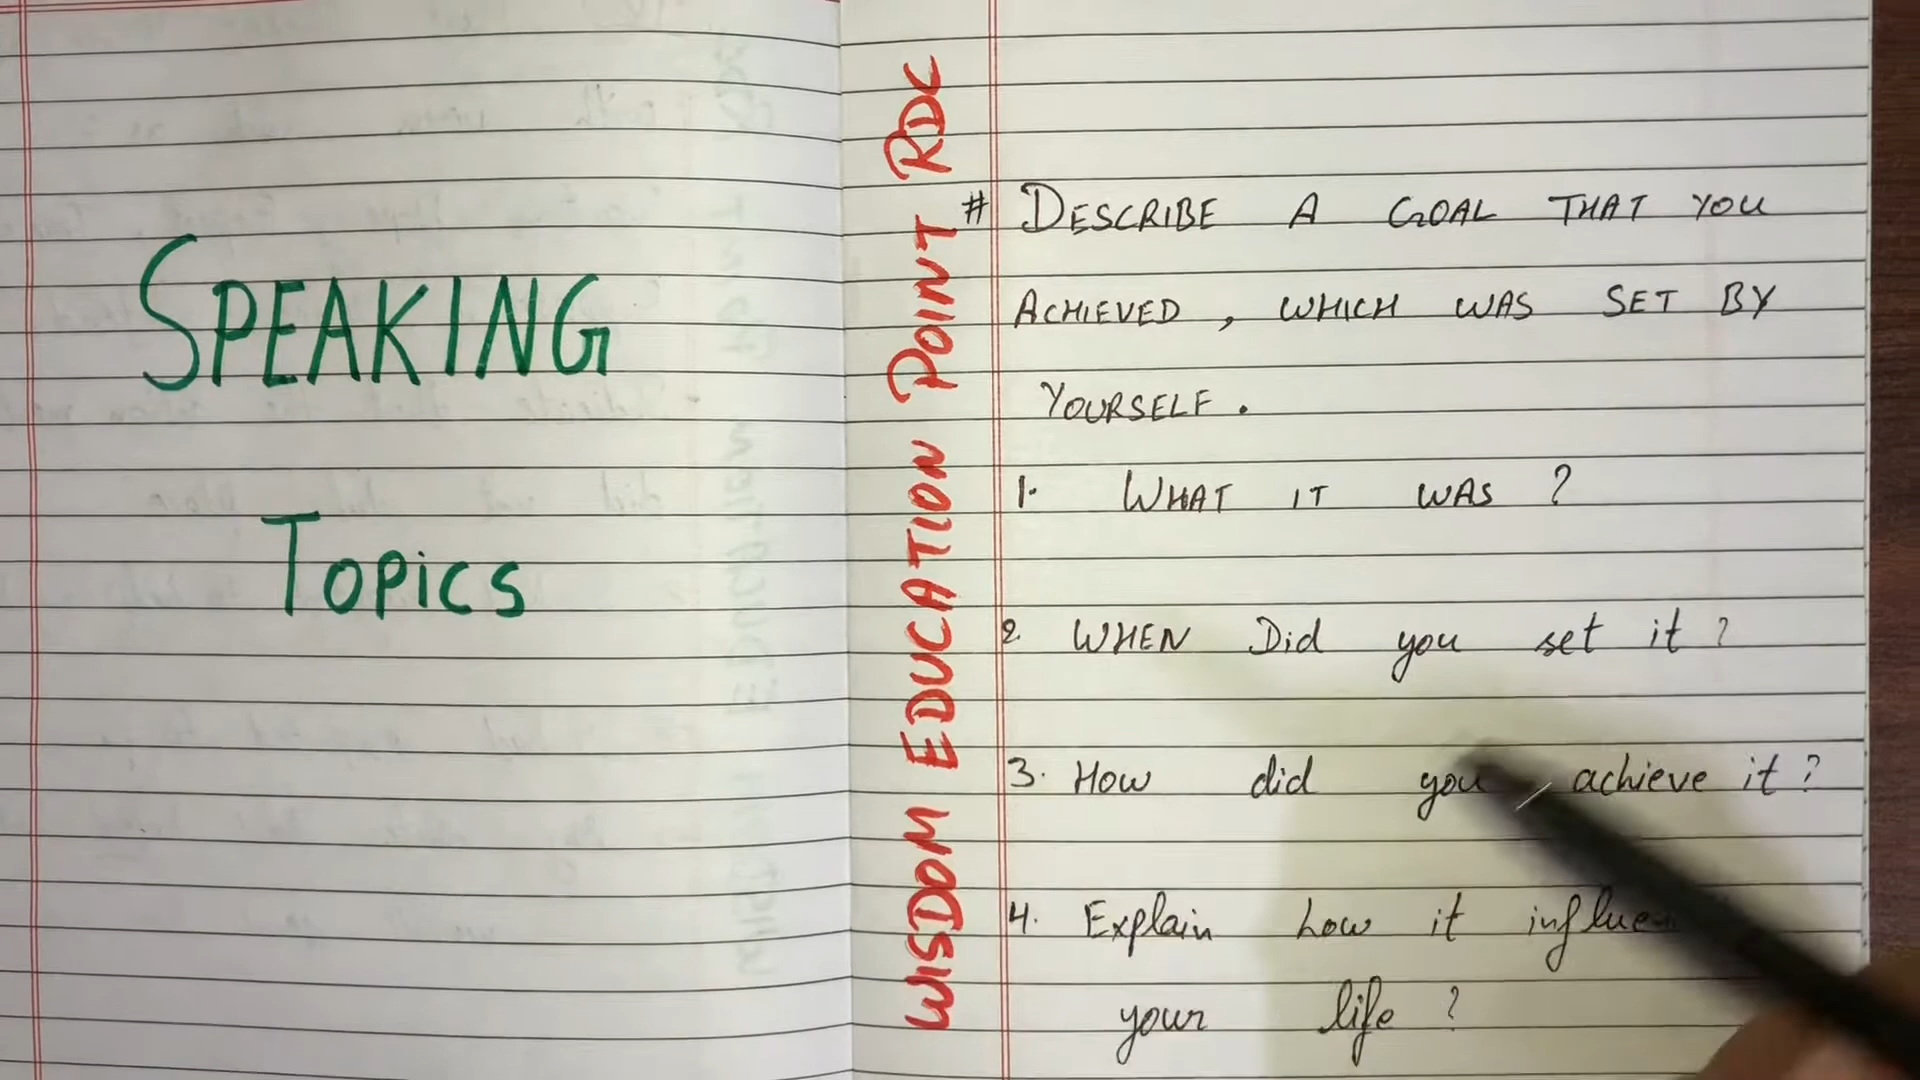 SPEAKING
TOPiCS
WISDOM EDUCATION POINT RDC
# DESCRIBE A GOAL THAT YOU
ACHIEVED, WHICH WAS SET BY
YOURSELF.
1. WHAT IT WAS ?
2. WHEN Did you set it ?
3. How did you achieve it ?
4. Explain how it
your life ?